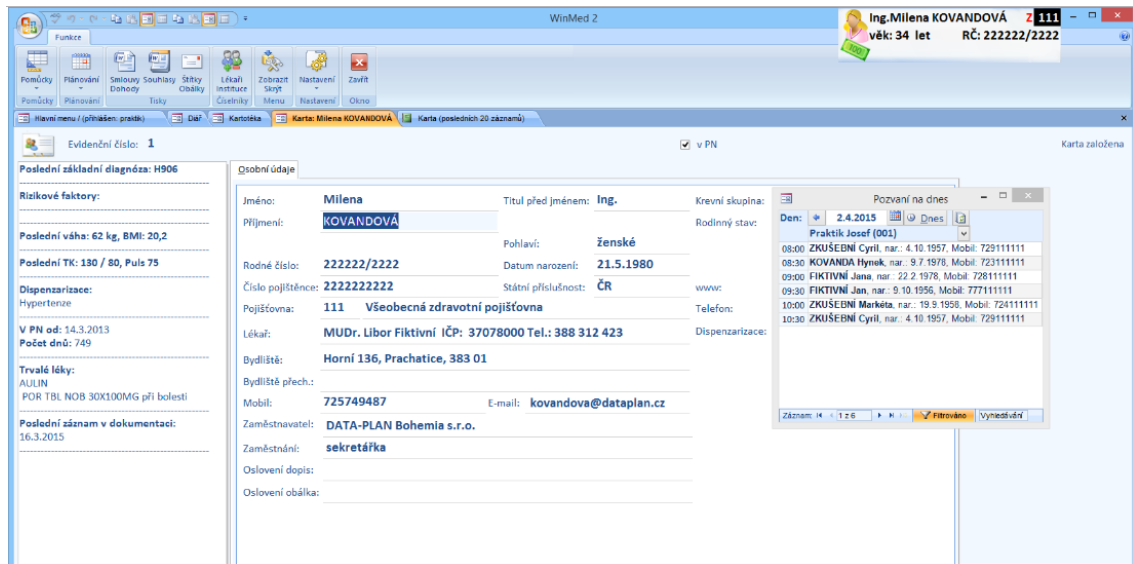 WinMed 2
Ing.Milena KOVANDOVÁ Z 111
věk: 34 let RČ: 222222/2222
Funkce
Pomůcky
Plánování
Smlouvy Dohody
Souhlasy
Štítky Obálky
Lékaři instituce
Zobrazit Skrýt
Nastavení
Zavřít
Pomůcky Plánování Tisky Číselníky Menu Nastavení Okno
Hlavní menu / (přihlášen: praktik) Diář Kartotéka Karta: Milena KOVANDOVÁ Karta (posledních 20 záznamů)
Evidenční číslo: 1
v PN
Karta založena
Poslední základní diagnóza: H906
Rizikové faktory:
Poslední váha: 62 kg, BMI: 20,2
Poslední TK: 130 / 80, Puls 75
Dispenzarizace:
Hypertenze
V PN od: 14.3.2013
Počet dnů: 749
Trvalé léky:
AULIN
POR TBL NOB 30X100MG při bolesti
Poslední záznam v dokumentaci:
16.3.2015
Osobní údaje
Jméno: Milena Titul před jménem: Ing. Krevní skupina:
Příjmení: KOVANDOVÁ Rodinný stav:
Pohlaví: ženské
Rodné číslo: 222222/2222 Datum narození: 21.5.1980
Číslo pojištěnce: 2222222222 Státní příslušnost: ČR www:
Pojišťovna: 111 Všeobecná zdravotní pojišťovna Telefon:
Lékař: MUDr. Libor Fiktivní IČP: 37078000 Tel.: 388 312 423 Dispenzarizace:
Bydliště: Horní 136, Prachatice, 383 01
Bydliště přech.:
Mobil: 725749487 E-mail: kovandova@dataplan.cz
Zaměstnavatel: DATA-PLAN Bohemia s.r.o.
Zaměstnání: sekretářka
Oslovení dopis:
Oslovení obálka:
Pozvaní na dnes
Den: 2.4.2015 Dnes
Praktik Josef (001)
08:00 ZKUŠEBNÍ Cyril, nar.: 4.10.1957, Mobil: 729111111
08:30 KOVANDA Hynek, nar.: 9.7.1978, Mobil: 723111111
09:00 FIKTIVNÍ Jana, nar.: 22.2.1978, Mobil: 728111111
09:30 FIKTIVNÍ Jan, nar.: 9.10.1956, Mobil: 777111111
10:00 ZKUŠEBNÍ Markéta, nar.: 19.9.1958, Mobil: 724111111
10:30 ZKUŠEBNÍ Cyril, nar.: 4.10.1957, Mobil: 729111111
Záznam: 1 z 6 Filtrováno Vyhledávání